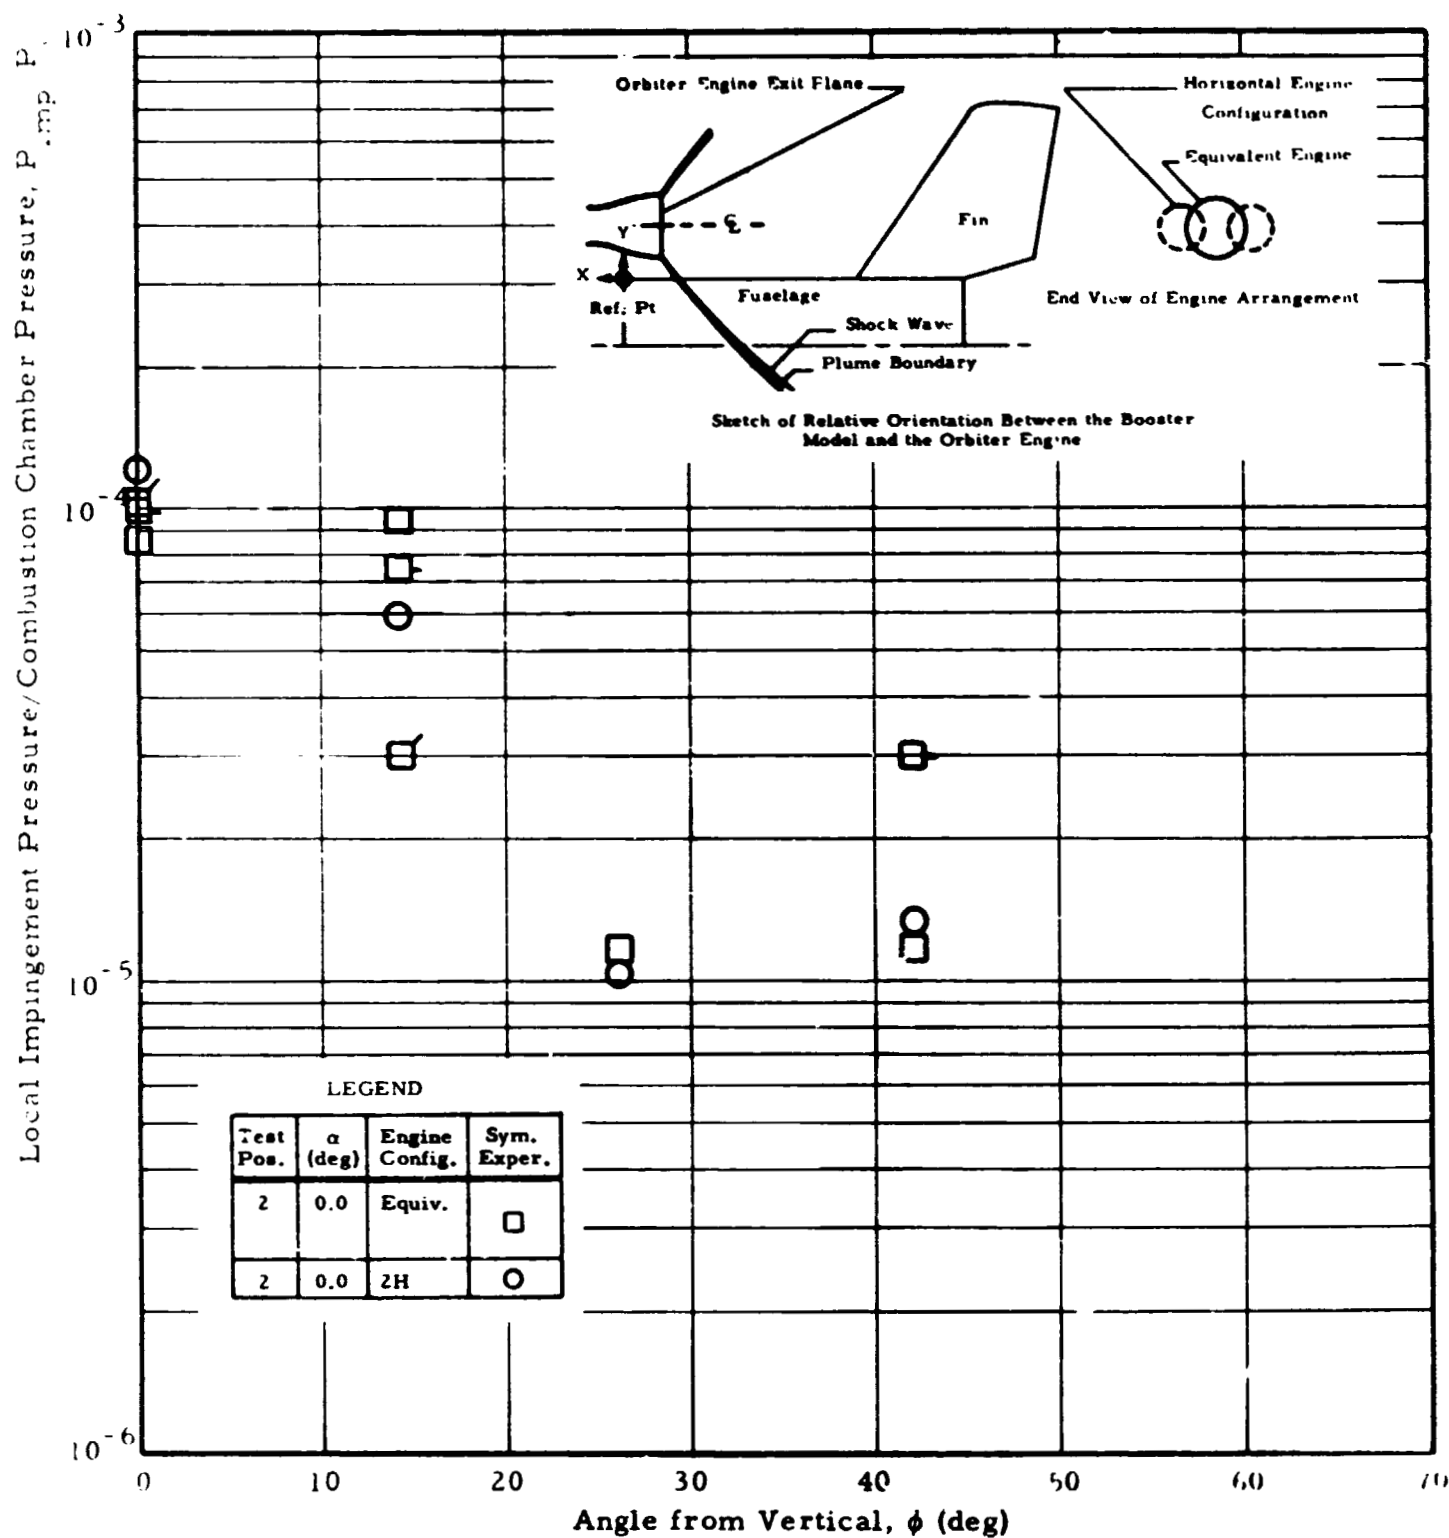 10-3
Local Impingement Pressure/Combustion Chamber Pressure,
Orbiter Engine Exit Plane
Horizontal Engine
Configuration
Equivalent Engine
Fin
℄
Y
X
Ref. Pt
Fuselage
End View of Engine Arrangement
Shock Wave
Plume Boundary
Sketch of Relative Orientation Between the Booster
Model and the Orbiter Engine
10-4
10-5
LEGEND
Test Pos. α (deg) Engine Config. Sym. Exper.
2 0.0 Equiv.
2 0.0 2H
10-6
0 10 20 30 40 50 60 70
Angle from Vertical, ϕ (deg)